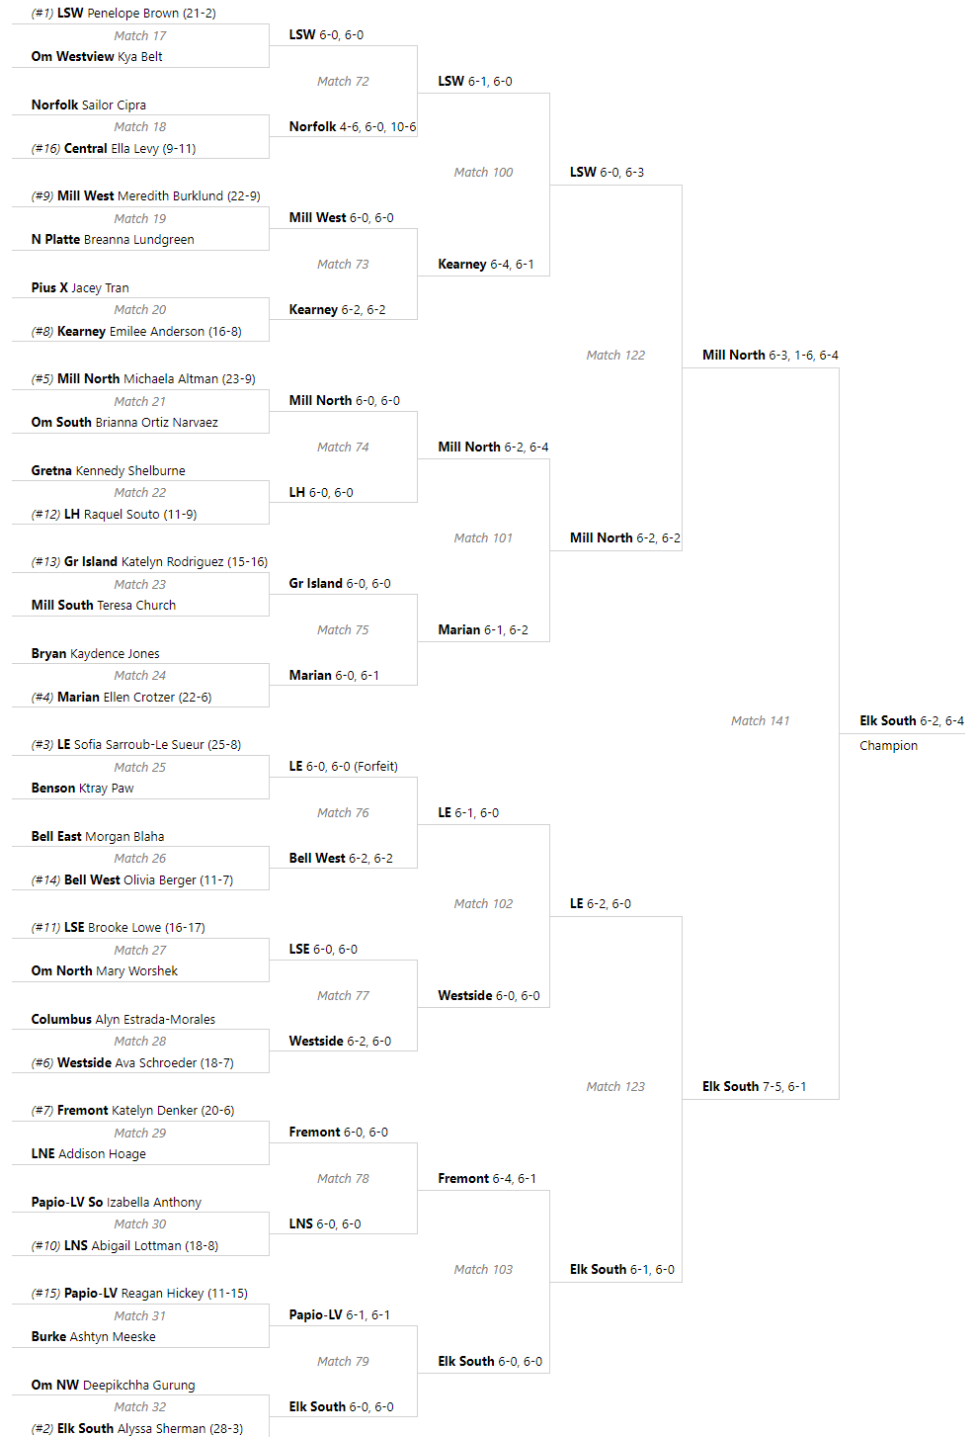 (#1) LSW Penelope Brown (21-2)
Match 17
Om Westview Kya Belt
Norfolk Sailor Cipra
Match 18
(#16) Central Ella Levy (9-11)
(#9) Mill West Meredith Burklund (22-9)
Match 19
N Platte Breanna Lundgreen
Pius X Jacey Tran
Match 20
(#8) Kearney Emilee Anderson (16-8)
(#5) Mill North Michaela Altman (23-9)
Match 21
Om South Brianna Ortiz Narvaez
Gretna Kennedy Shelburne
Match 22
(#12) LH Raquel Souto (11-9)
(#13) Gr Island Katelyn Rodriguez (15-16)
Match 23
Mill South Teresa Church
Bryan Kaydence Jones
Match 24
(#4) Marian Ellen Crotzer (22-6)
(#3) LE Sofia Sarroub-Le Sueur (25-8)
Match 25
Benson Ktray Paw
Bell East Morgan Blaha
Match 26
(#14) Bell West Olivia Berger (11-7)
(#11) LSE Brooke Lowe (16-17)
Match 27
Om North Mary Worshek
Columbus Alyn Estrada-Morales
Match 28
(#6) Westside Ava Schroeder (18-7)
(#7) Fremont Katelyn Denker (20-6)
Match 29
LNE Addison Hoage
Papio-LV So Izabella Anthony
Match 30
(#10) LNS Abigail Lottman (18-8)
(#15) Papio-LV Reagan Hickey (11-15)
Match 31
Burke Ashtyn Meeske
Om NW Deepikchha Gurung
Match 32
(#2) Elk South Alyssa Sherman (28-3)
LSW 6-0, 6-0
Match 72
Norfolk 4-6, 6-0, 10-6
Mill West 6-0, 6-0
Match 73
Kearney 6-2, 6-2
Mill North 6-0, 6-0
Match 74
LH 6-0, 6-0
Gr Island 6-0, 6-0
Match 75
Marian 6-0, 6-1
LE 6-0, 6-0 (Forfeit)
Match 76
Bell West 6-2, 6-2
LSE 6-0, 6-0
Match 77
Westside 6-2, 6-0
Fremont 6-0, 6-0
Match 78
LNS 6-0, 6-0
Papio-LV 6-1, 6-1
Match 79
Elk South 6-0, 6-0
LSW 6-1, 6-0
Match 100
Kearney 6-4, 6-1
Mill North 6-2, 6-4
Match 101
Marian 6-1, 6-2
LE 6-1, 6-0
Match 102
Westside 6-0, 6-0
Fremont 6-4, 6-1
Match 103
Elk South 6-0, 6-0
LSW 6-0, 6-3
Match 122
Mill North 6-2, 6-2
LE 6-2, 6-0
Match 123
Elk South 6-1, 6-0
Mill North 6-3, 1-6, 6-4
Match 141
Elk South 7-5, 6-1
Elk South 6-2, 6-4
Champion